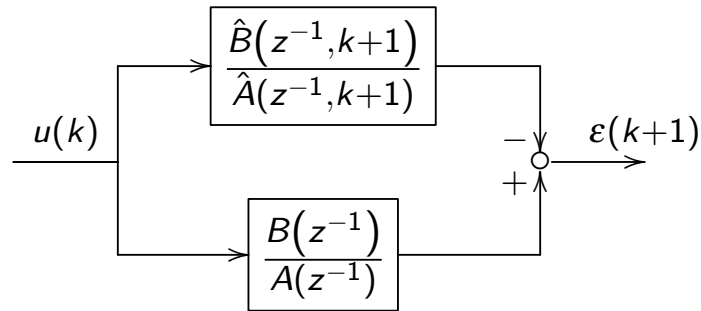 B̂(z⁻¹,k+1)
Â(z⁻¹,k+1)
u(k)
−
ε(k+1)
+
B(z⁻¹)
A(z⁻¹)